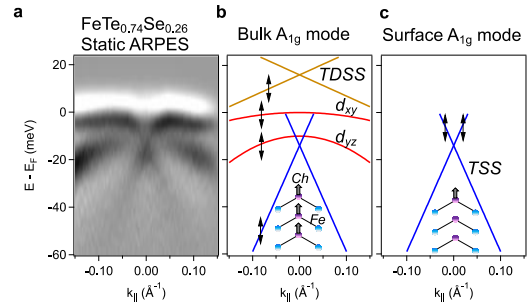 a
FeTe0.74Se0.26
Static ARPES
b
Bulk A1g mode
c
Surface A1g mode
E - EF (meV)
20
0
-20
-40
-60
-0.10
0.00
0.10
k|| (Å-1)
TDSS
dxy
dyz
Ch
Fe
-0.10
0.00
0.10
k|| (Å-1)
TSS
-0.10
0.00
0.10
k|| (Å-1)